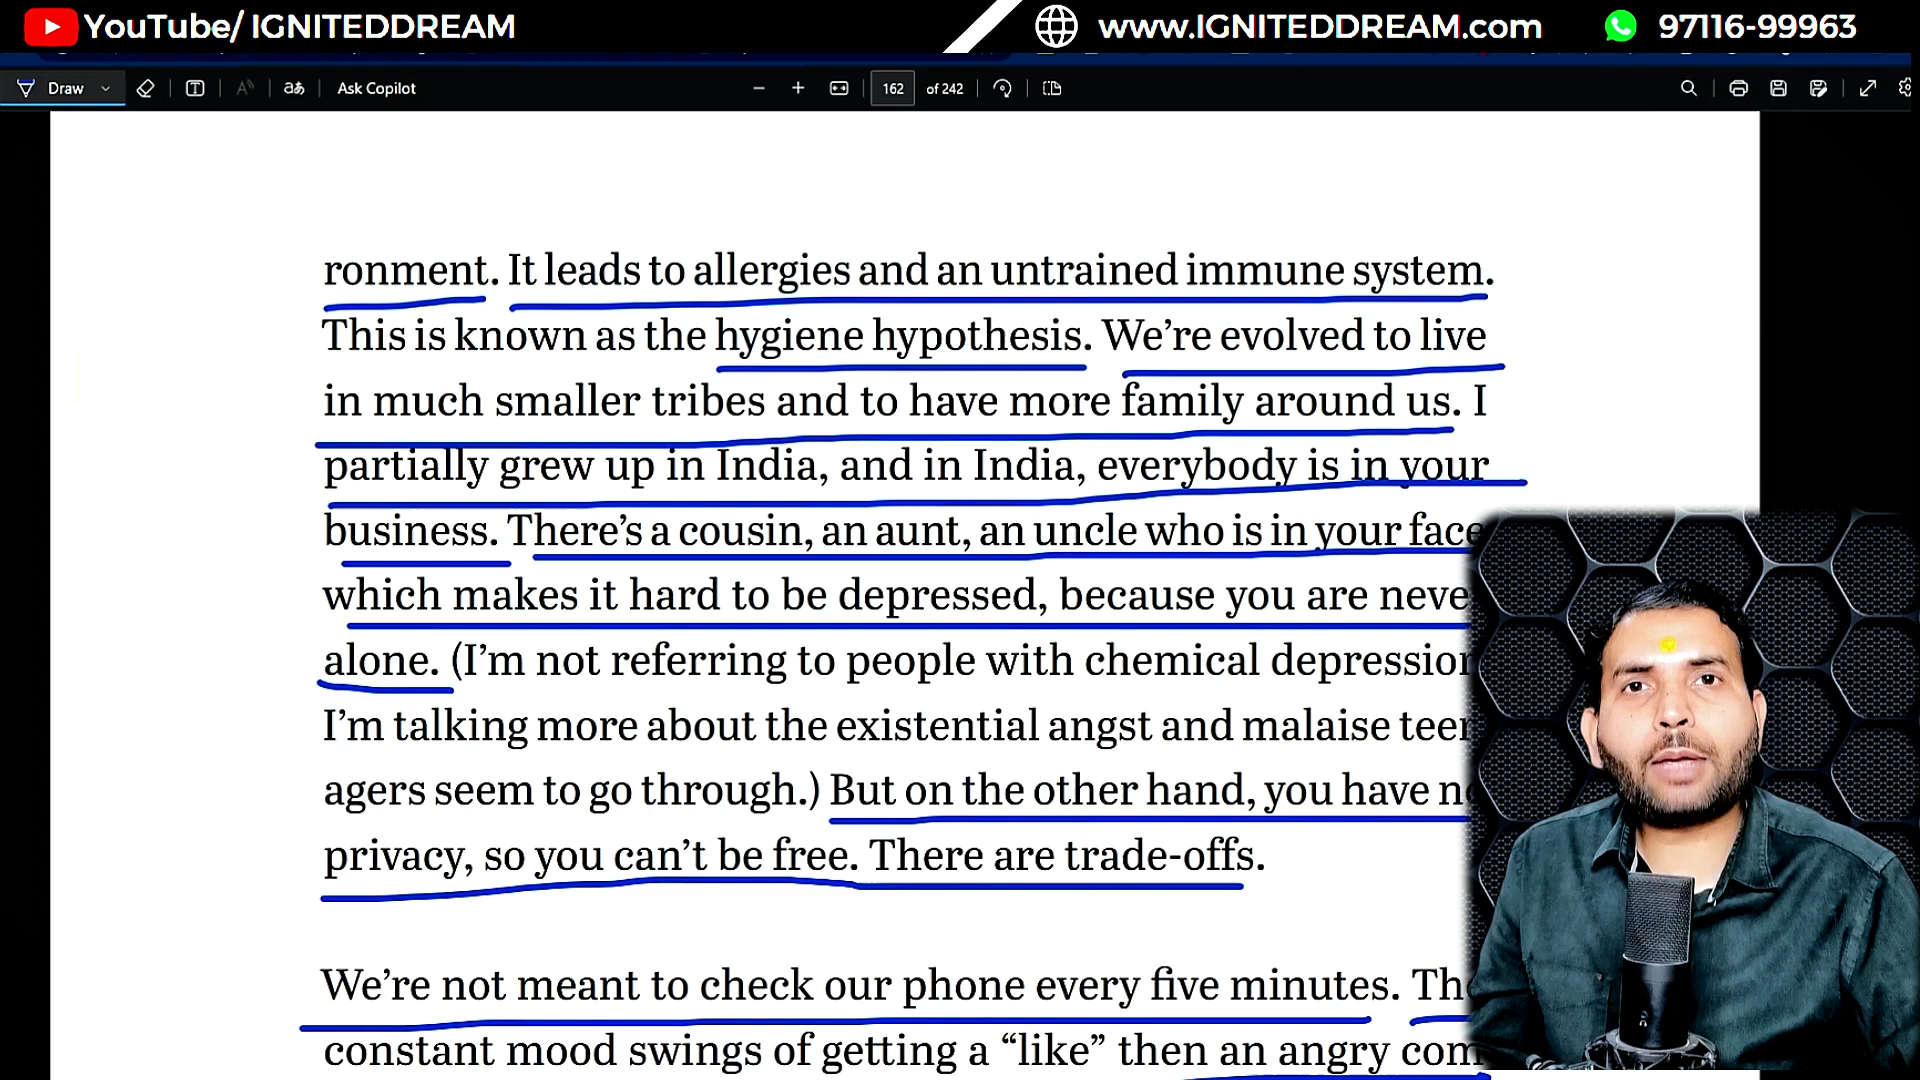 YouTube/ IGNITEDDREAM
www.IGNITEDDREAM.com
97116-99963
Draw
aあ
Ask Copilot
162 of 242
ronment. It leads to allergies and an untrained immune system.
This is known as the hygiene hypothesis. We’re evolved to live
in much smaller tribes and to have more family around us. I
partially grew up in India, and in India, everybody is in your
business. There’s a cousin, an aunt, an uncle who is in your face
which makes it hard to be depressed, because you are neve
alone. (I’m not referring to people with chemical depression
I’m talking more about the existential angst and malaise teen
agers seem to go through.) But on the other hand, you have no
privacy, so you can’t be free. There are trade-offs.
We’re not meant to check our phone every five minutes. The
constant mood swings of getting a “like” then an angry com